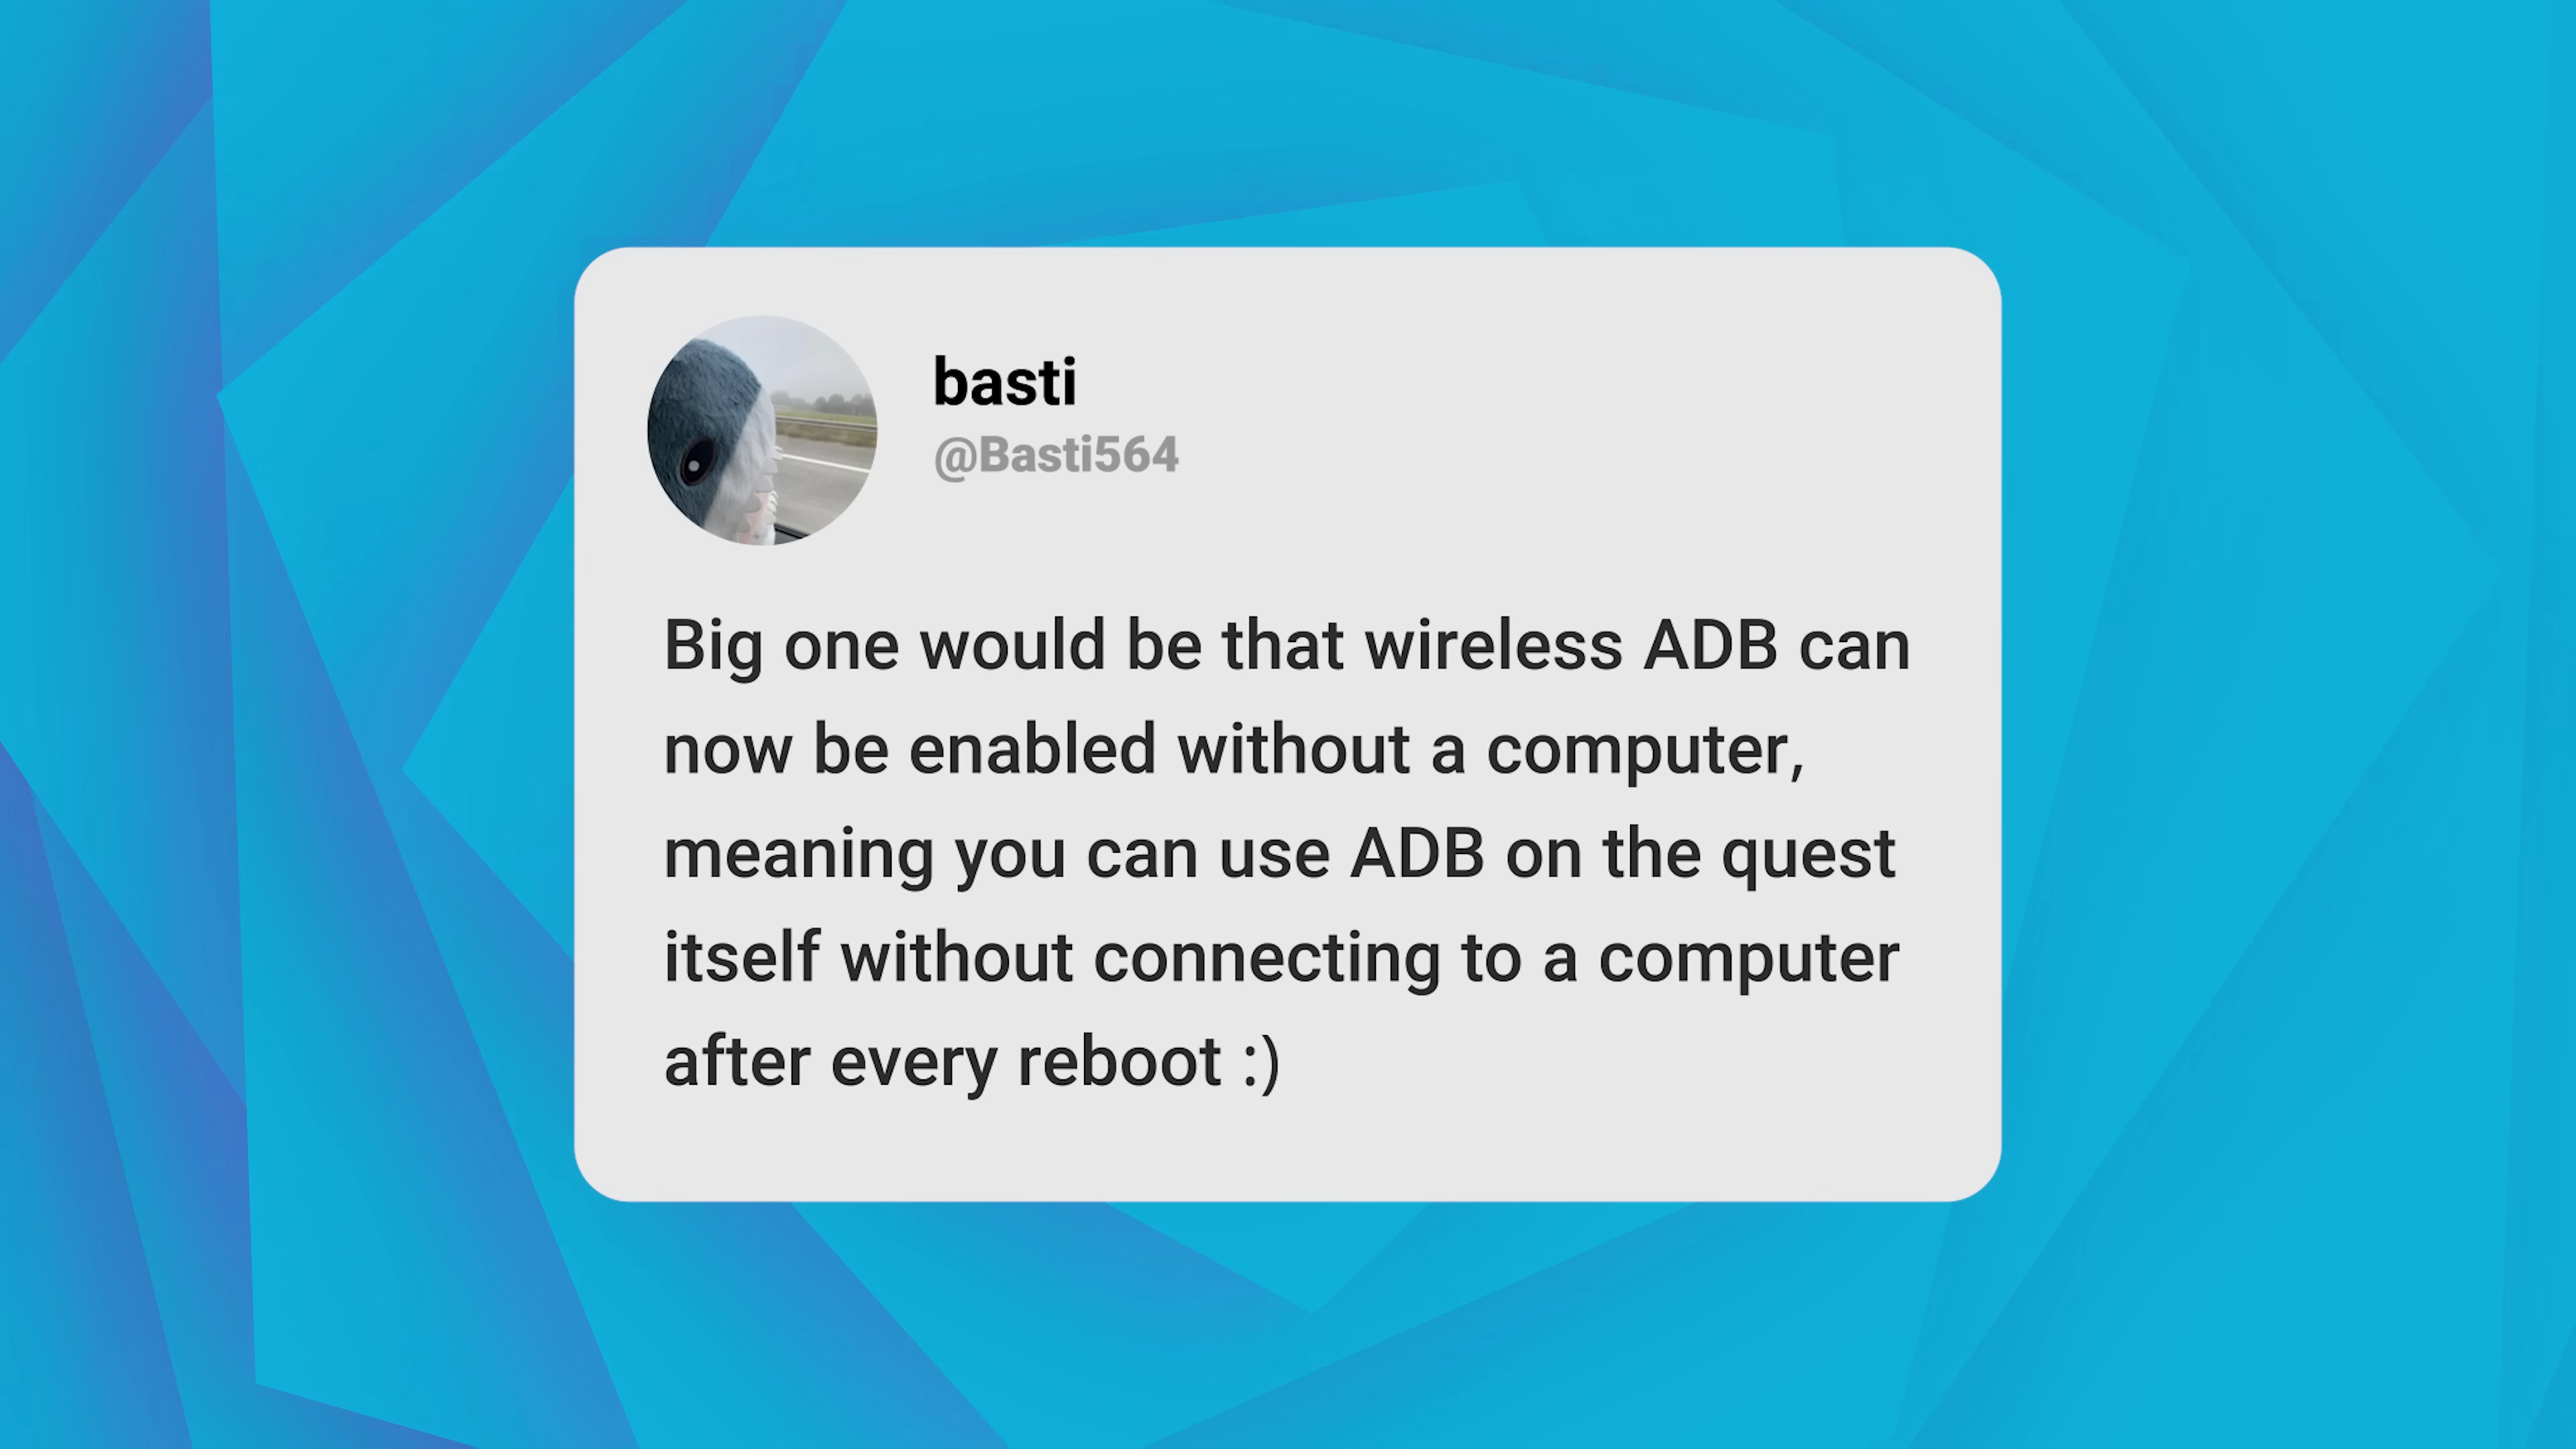 basti
@Basti564
Big one would be that wireless ADB can
now be enabled without a computer,
meaning you can use ADB on the quest
itself without connecting to a computer
after every reboot :)